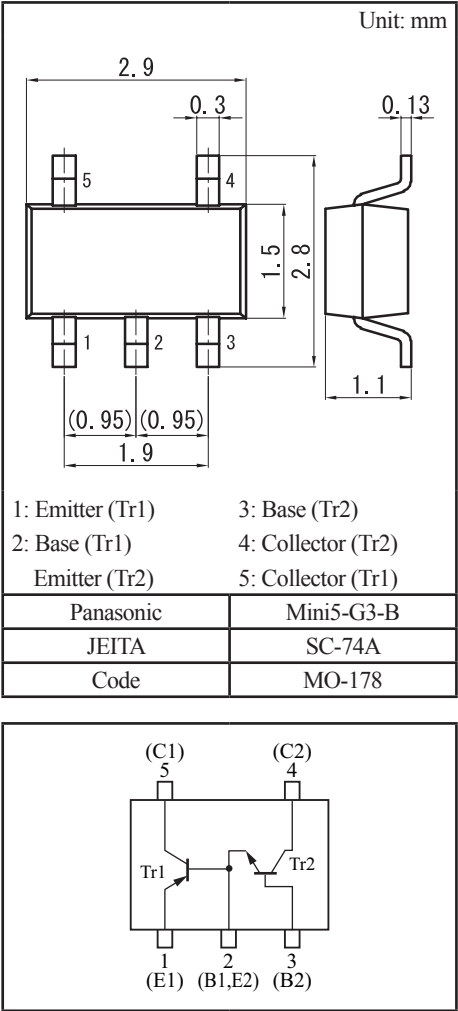 Unit: mm
2.9
0.3
0.13
5
4
1.5
2.8
1
2
3
1.1
(0.95) (0.95)
1.9
1: Emitter (Tr1) 3: Base (Tr2)
2: Base (Tr1) 4: Collector (Tr2)
Emitter (Tr2) 5: Collector (Tr1)
Panasonic Mini5-G3-B
JEITA SC-74A
Code MO-178
(C1) (C2)
5 4
Tr1 Tr2
1 2 3
(E1) (B1,E2) (B2)